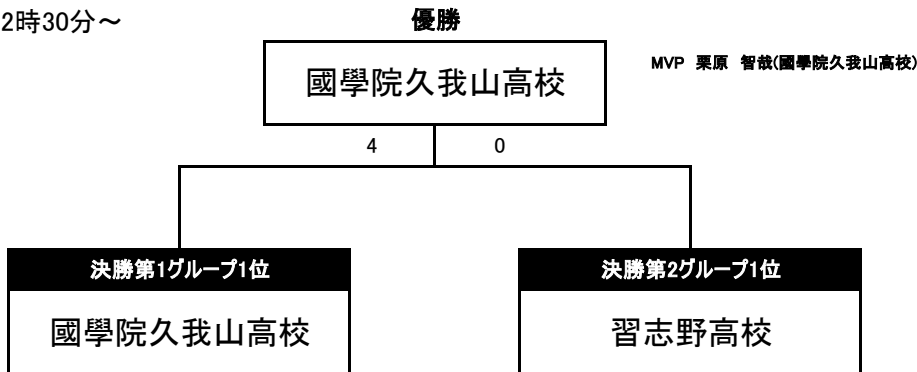 2時30分～
優勝
國學院久我山高校
MVP 栗原 智哉(國學院久我山高校)
4 0
決勝第1グループ1位 決勝第2グループ1位
國學院久我山高校 習志野高校